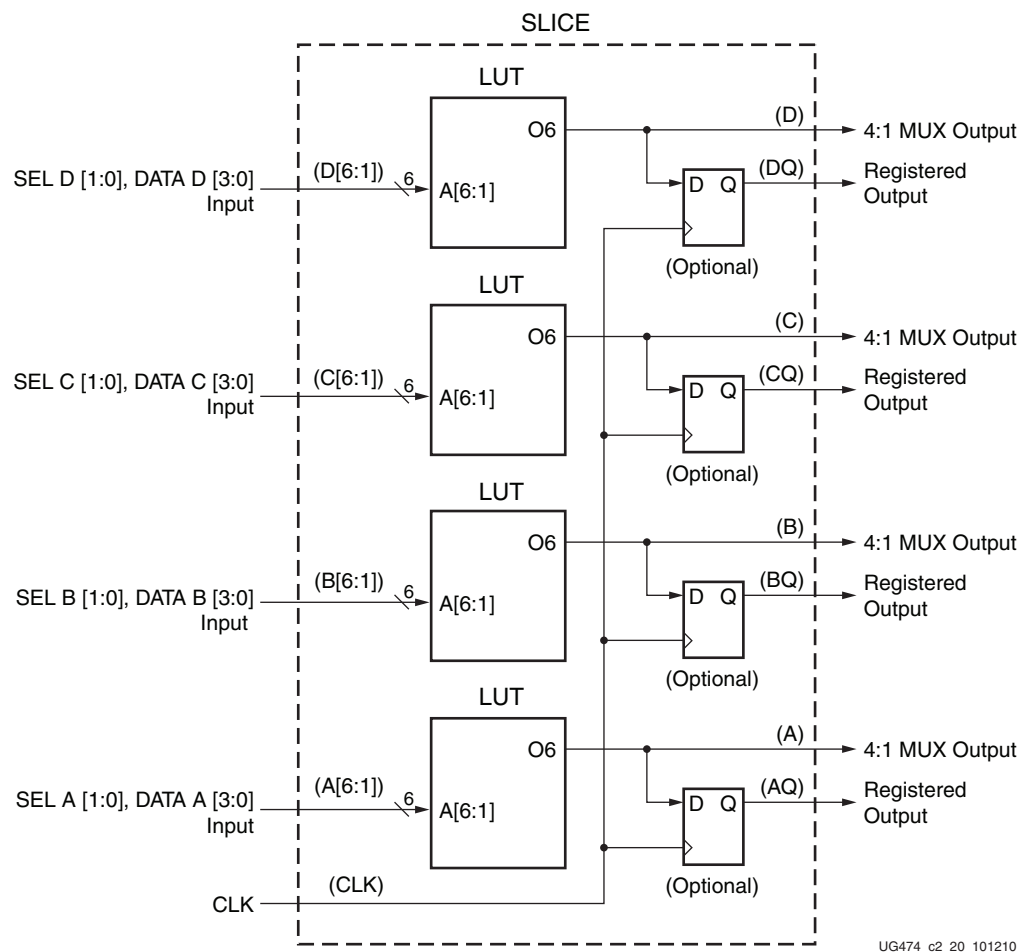 SLICE
LUT
O6
(D)
4:1 MUX Output
SEL D [1:0], DATA D [3:0]
Input
(D[6:1])
6
A[6:1]
D Q
(DQ)
Registered
Output
(Optional)
LUT
O6
(C)
4:1 MUX Output
SEL C [1:0], DATA C [3:0]
Input
(C[6:1])
6
A[6:1]
D Q
(CQ)
Registered
Output
(Optional)
LUT
O6
(B)
4:1 MUX Output
SEL B [1:0], DATA B [3:0]
Input
(B[6:1])
6
A[6:1]
D Q
(BQ)
Registered
Output
(Optional)
LUT
O6
(A)
4:1 MUX Output
SEL A [1:0], DATA A [3:0]
Input
(A[6:1])
6
A[6:1]
D Q
(AQ)
Registered
Output
(Optional)
CLK
(CLK)
UG474_c2_20_101210